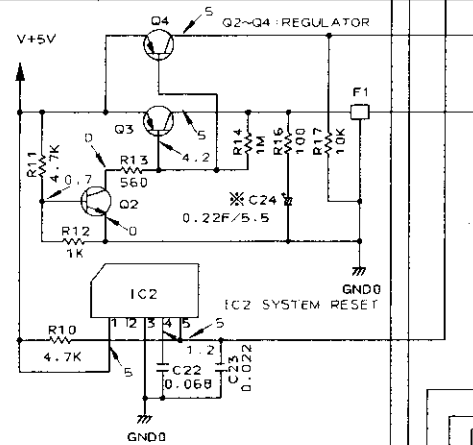 Q4
5
Q2~Q4:REGULATOR
V+5V
F1
Q3
5
R11
4.7K
0
R13
560
4.2
R14
1M
R16
100
R17
10K
0.7
Q2
※ C24
0.22F/5.5
R12
1K
0
GND0
IC2
IC2 SYSTEM RESET
1 2 3 4 5
5
R10
4.7K
1.2
5
C22
0.068
C23
0.022
GND0